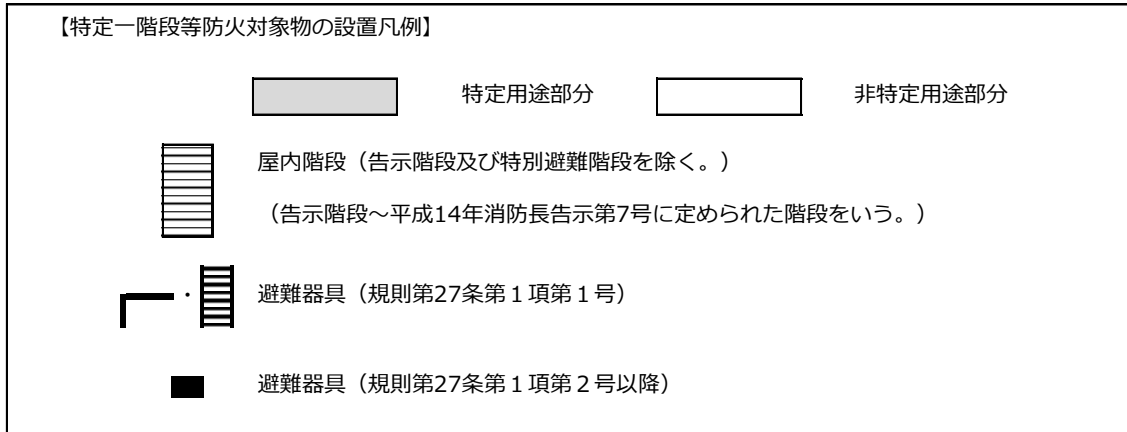 【特定一階段等防火対象物の設置凡例】
特定用途部分 非特定用途部分
屋内階段（告示階段及び特別避難階段を除く。）
（告示階段～平成14年消防長告示第7号に定められた階段をいう。）
・ 避難器具（規則第27条第１項第１号）
避難器具（規則第27条第１項第２号以降）